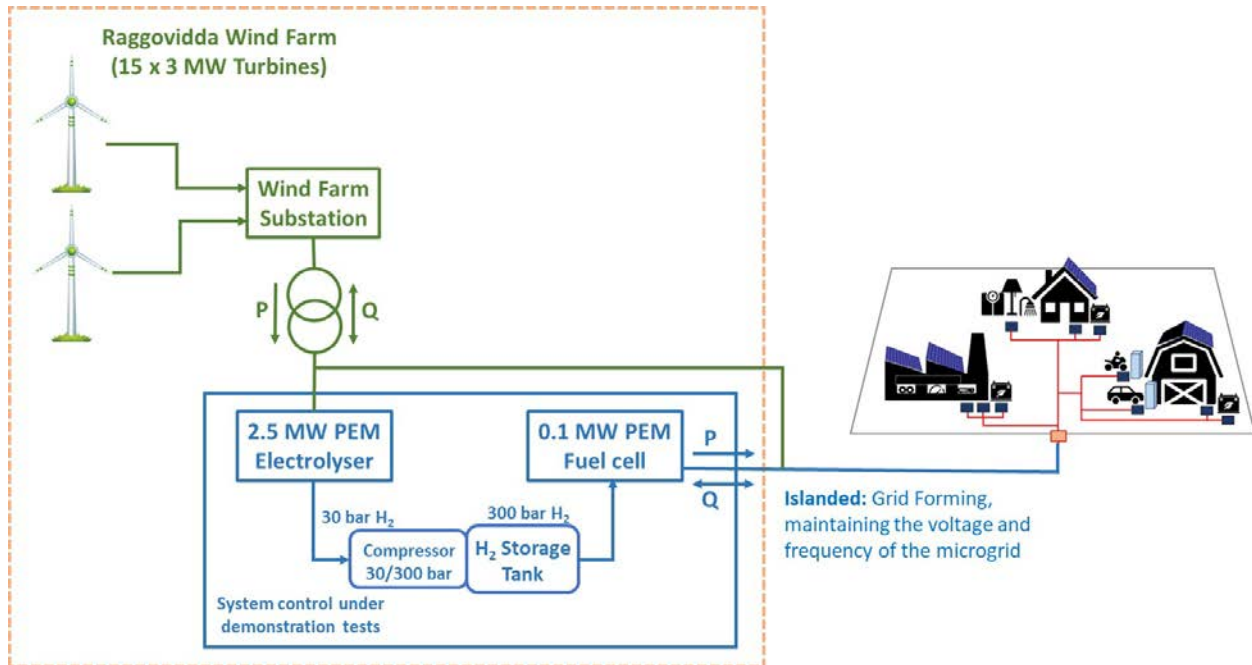 Raggovidda Wind Farm
(15 x 3 MW Turbines)
Wind Farm
Substation
P
Q
2.5 MW PEM
Electrolyser
0.1 MW PEM
Fuel cell
P
Q
30 bar H₂
300 bar H₂
Compressor
30/300 bar
H₂ Storage
Tank
System control under
demonstration tests
Islanded: Grid Forming,
maintaining the voltage and
frequency of the microgrid